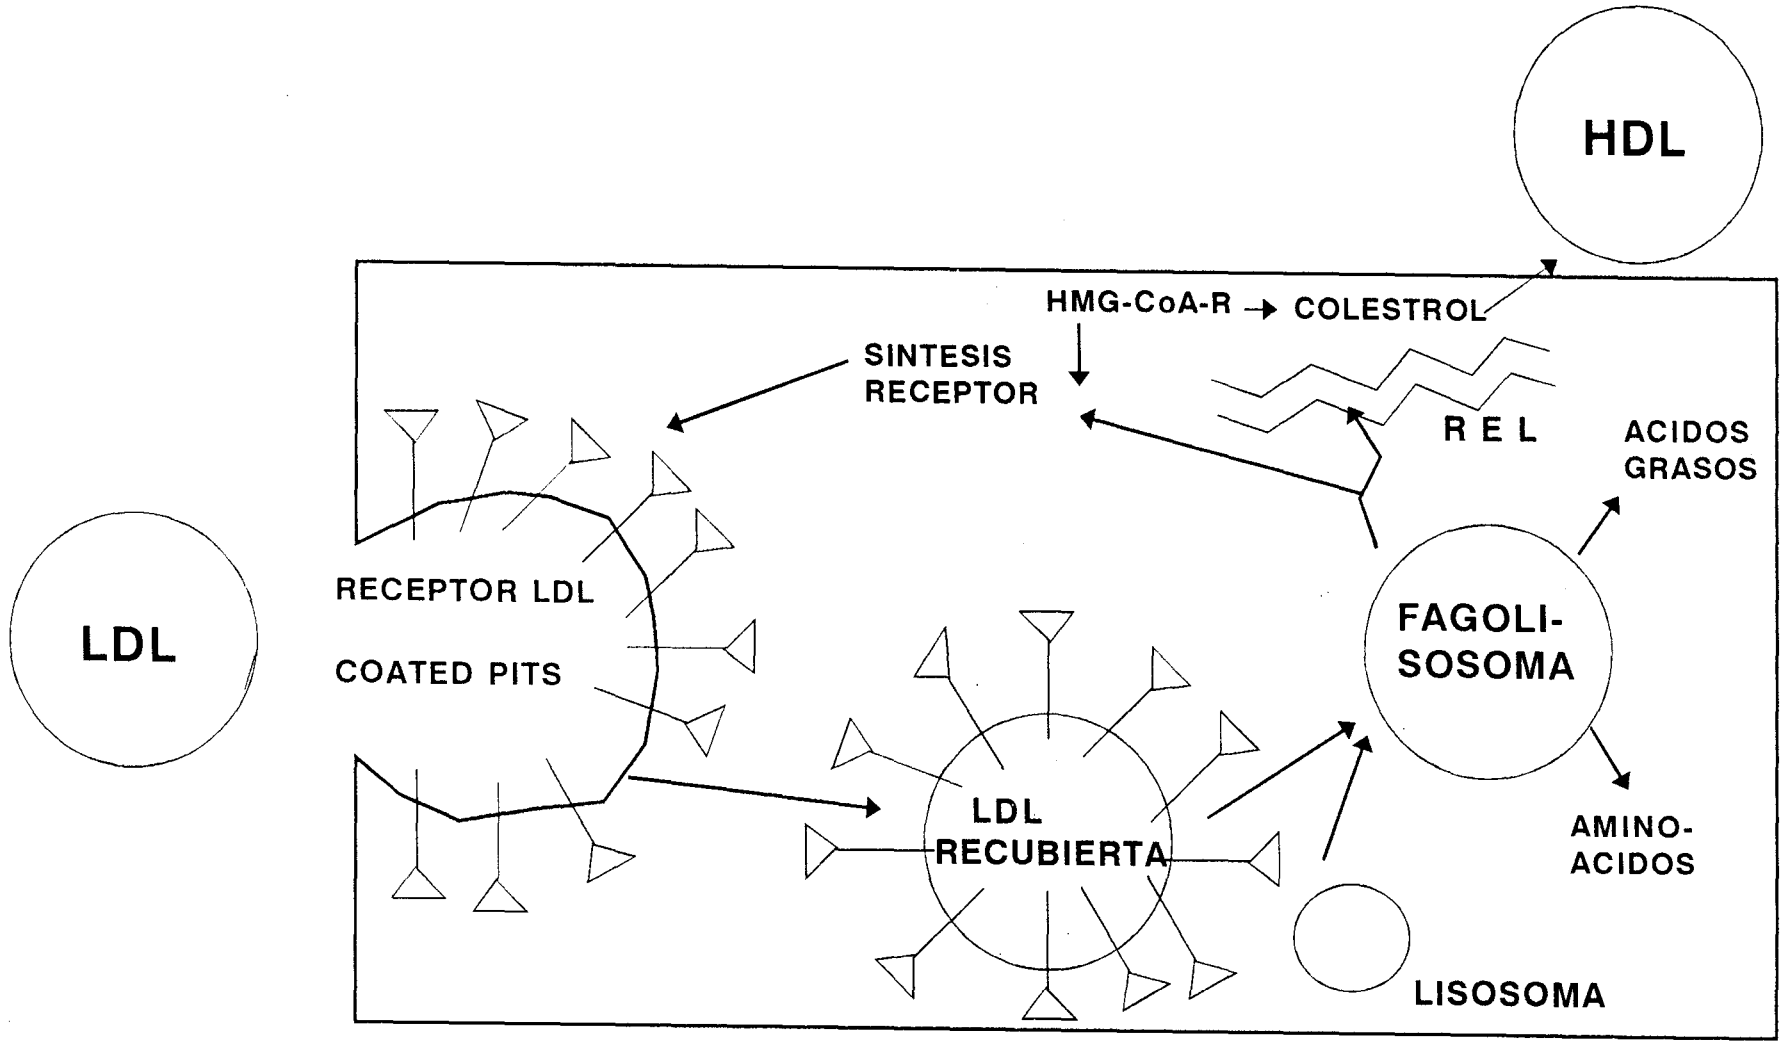 HDL
HMG-CoA-R
COLESTROL
SINTESIS
RECEPTOR
R E L
ACIDOS
GRASOS
RECEPTOR LDL
LDL
COATED PITS
FAGOLI-
SOSOMA
LDL
RECUBIERTA
AMINO-
ACIDOS
LISOSOMA